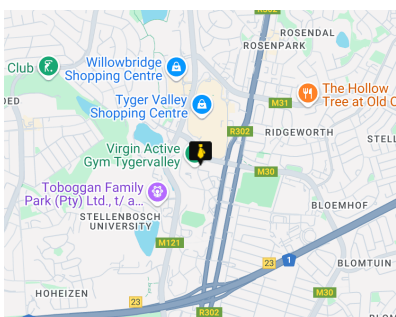 R302
ROSENDAL
ROSENPARK
Willowbridge
Shopping Centre
Club
The Hollow
Tree at Old C
DED
Tyger Valley
Shopping Centre
M31
R302
RIDGEWORTH
STELL
Virgin Active
Gym Tygervalley
M30
Toboggan Family
Park (Pty) Ltd., t/ a...
BLOEMHOF
STELLENBOSCH
UNIVERSITY
M121
1
23
BLOMTUIN
HOHEIZEN
M30
23
R302